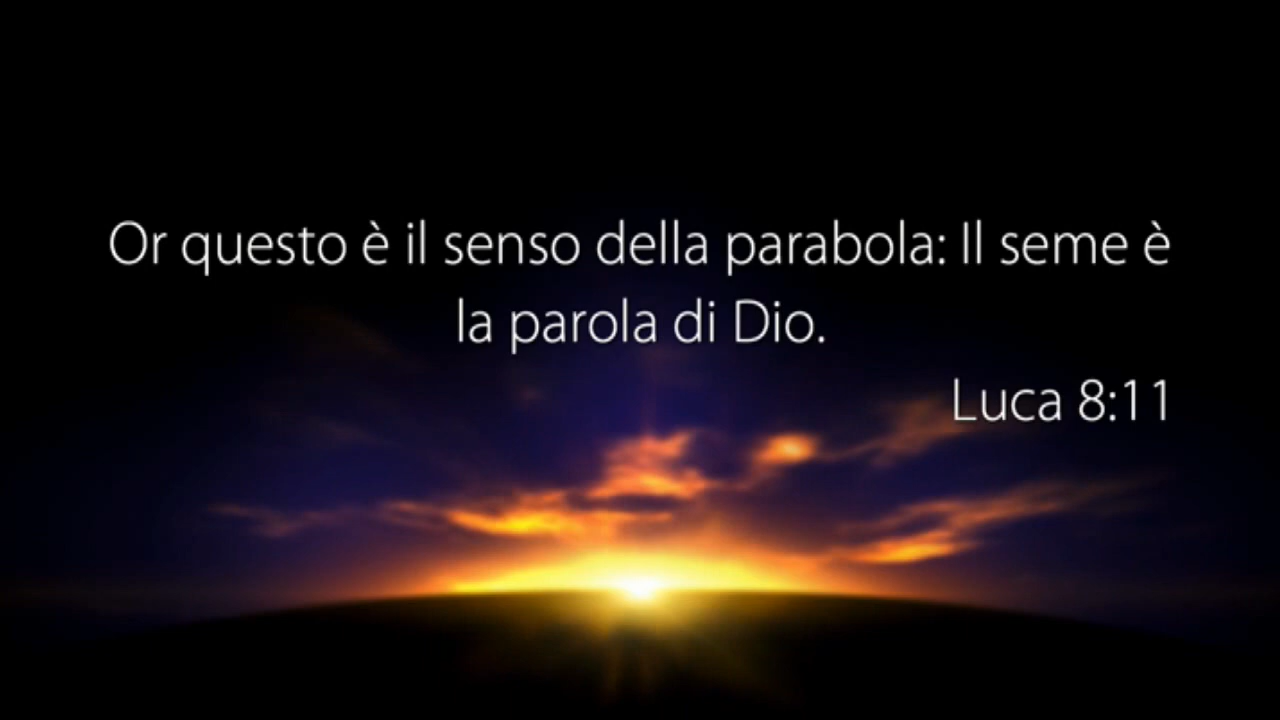 Or questo è il senso della parabola: Il seme è
la parola di Dio.
Luca 8:11